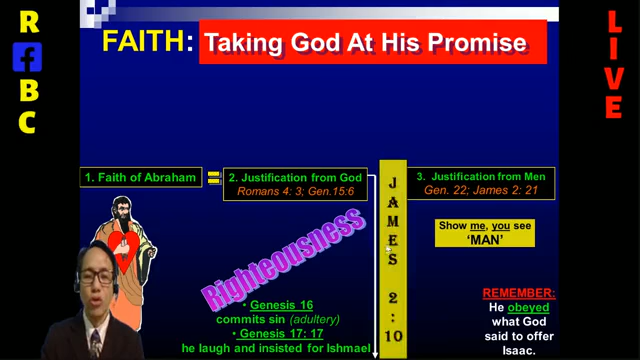 R
B
C
FAITH: Taking God At His Promise
L
I
V
E
1. Faith of Abraham
=
2. Justification from God
Romans 4: 3; Gen.15:6
JAMES 2:10
3. Justification from Men
Gen. 22; James 2: 21
Show me, you see
‘MAN’
Righteousness
• Genesis 16
commits sin (adultery)
• Genesis 17: 17
he laugh and insisted for Ishmael
REMEMBER:
He obeyed
what God
said to offer
Isaac.